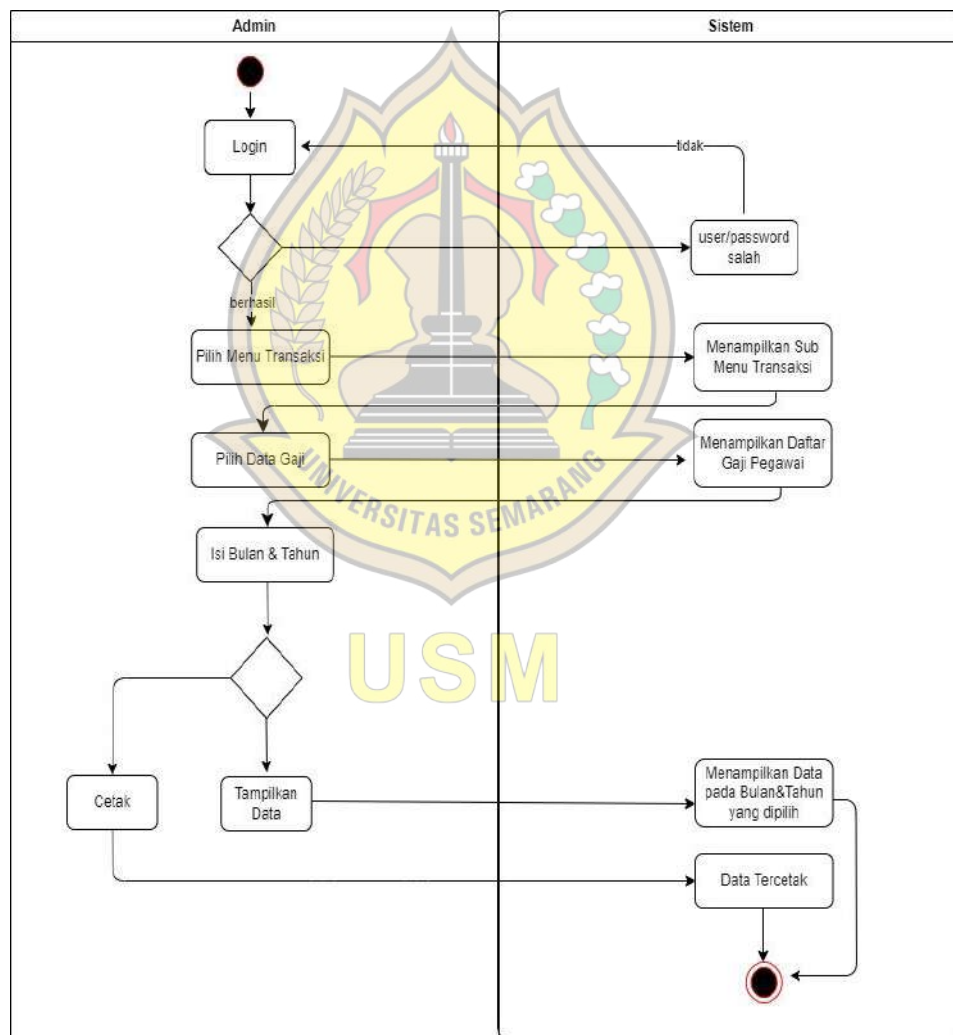 Admin
Sistem
Login
tidak
user/password
salah
berhasil
Pilih Menu Transaksi
Menampilkan Sub
Menu Transaksi
Pilih Data Gaji
Menampilkan Daftar
Gaji Pegawai
UNIVERSITAS SEMARANG
Isi Bulan & Tahun
USM
Cetak
Tampilkan
Data
Menampilkan Data
pada Bulan&Tahun
yang dipilih
Data Tercetak